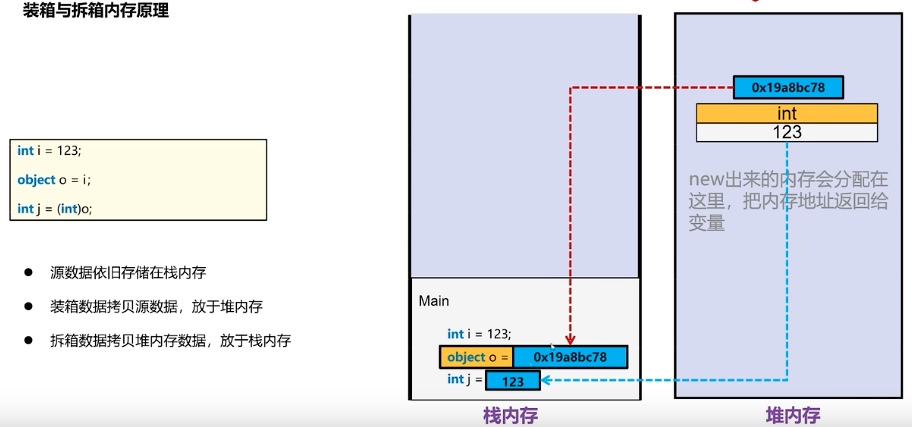 装箱与拆箱内存原理
int i = 123;
object o = i;
int j = (int)o;
● 源数据依旧存储在栈内存
● 装箱数据拷贝源数据，放于堆内存
● 拆箱数据拷贝堆内存数据，放于栈内存
Main
int i = 123;
object o = 0x19a8bc78
int j = 123
栈内存
0x19a8bc78
int
123
new出来的内存会分配在
这里，把内存地址返回给
变量
堆内存